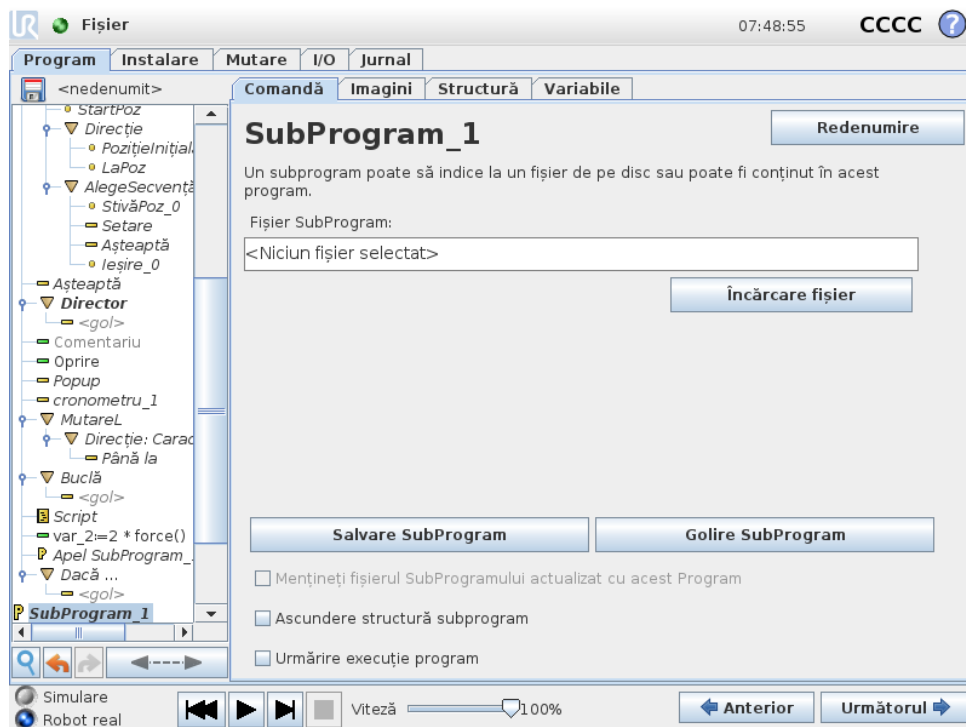 UR Fișier 07:48:55 CCCC ?
Program Instalare Mutare I/O Jurnal
<nedenumit>
Comandă Imagini Structură Variabile
StartPoz
Direcție
PozițieInițial
LaPoz
AlegeSecvență
StivăPoz_0
Setare
Așteaptă
Ieșire_0
Așteaptă
Director
<gol>
Comentariu
Oprire
Popup
cronometru_1
MutareL
Direcție: Carac
Până la
Buclă
<gol>
Script
var_2:=2 * force()
Apel SubProgram_
Dacă ...
<gol>
SubProgram_1
SubProgram_1
Redenumire
Un subprogram poate să indice la un fișier de pe disc sau poate fi conținut în acest
program.
Fișier SubProgram:
<Niciun fișier selectat>
Încărcare fișier
Salvare SubProgram
Golire SubProgram
Mențineți fișierul SubProgramului actualizat cu acest Program
Ascundere structură subprogram
Urmărire execuție program
Simulare
Robot real
Viteză 100%
Anterior
Următorul